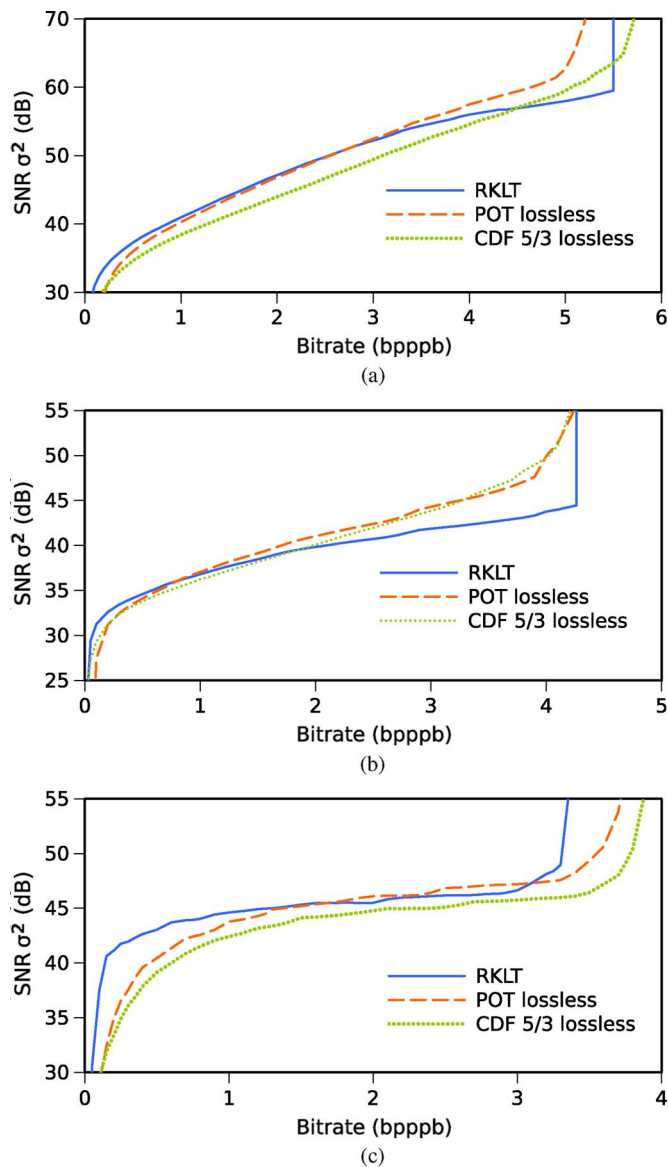 70
60
50
40
30
SNR σ² (dB)
RKLT
POT lossless
CDF 5/3 lossless
0 1 2 3 4 5 6
Bitrate (bpppb)
(a)
55
50
45
40
35
30
25
SNR σ² (dB)
RKLT
POT lossless
CDF 5/3 lossless
0 1 2 3 4 5
Bitrate (bpppb)
(b)
55
50
45
40
35
30
SNR σ² (dB)
RKLT
POT lossless
CDF 5/3 lossless
0 1 2 3 4
Bitrate (bpppb)
(c)